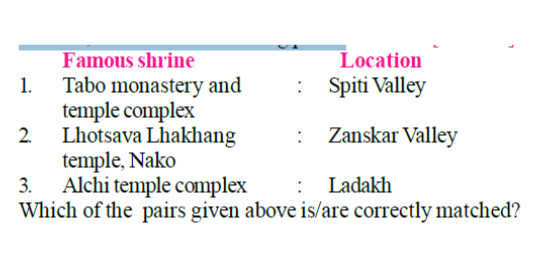 Famous shrine Location
1. Tabo monastery and : Spiti Valley
temple complex
2. Lhotsava Lhakhang : Zanskar Valley
temple, Nako
3. Alchi temple complex : Ladakh
Which of the pairs given above is/are correctly matched?